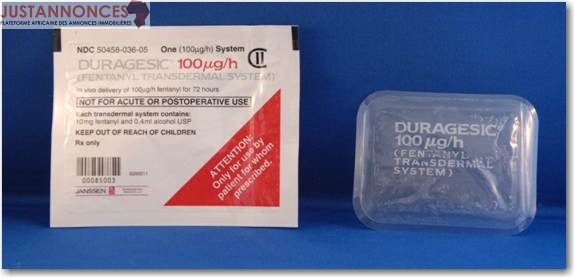 JUSTANNONCES
PLATEFORME AFRICAINE DES ANNONCES IMMOBILIÈRES
NDC 50458-036-05 One (100µg/h) System
DURAGESIC® 100µg/h CII
(FENTANYL TRANSDERMAL SYSTEM)
In vivo delivery of 100µg/h fentanyl for 72 hours
NOT FOR ACUTE OR POSTOPERATIVE USE
Each transdermal system contains:
10mg fentanyl and 0.4ml alcohol USP
KEEP OUT OF REACH OF CHILDREN
Rx only
00085003
JANSSEN
ATTENTION:
Only for use by
patient for whom
prescribed.
DURAGESIC®
100µg/h
(FENTANYL
TRANSDERMAL
SYSTEM)